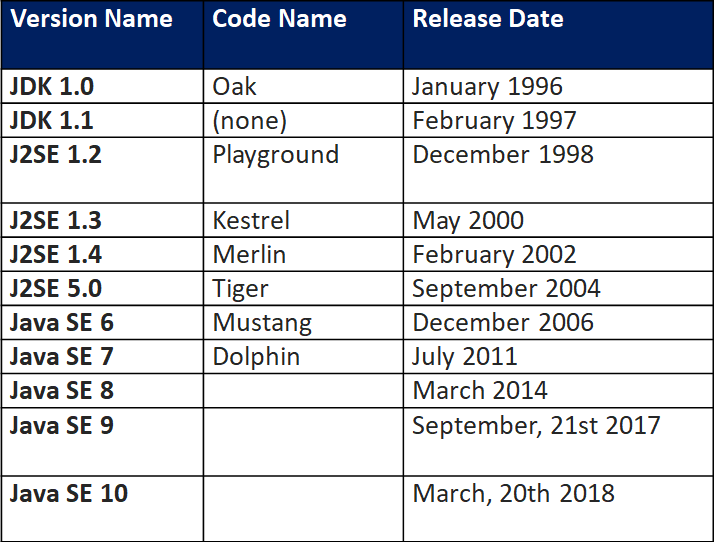 Version Name Code Name Release Date
JDK 1.0 Oak January 1996
JDK 1.1 (none) February 1997
J2SE 1.2 Playground December 1998
J2SE 1.3 Kestrel May 2000
J2SE 1.4 Merlin February 2002
J2SE 5.0 Tiger September 2004
Java SE 6 Mustang December 2006
Java SE 7 Dolphin July 2011
Java SE 8 March 2014
Java SE 9 September, 21st 2017
Java SE 10 March, 20th 2018